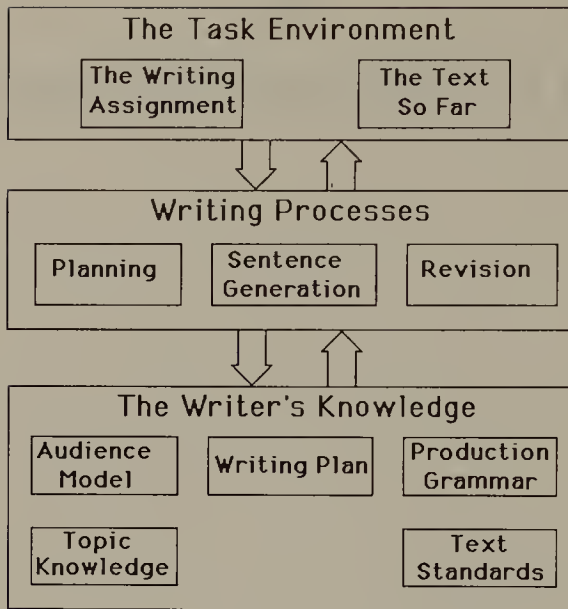 The Task Environment
The Writing
Assignment
The Text
So Far
Writing Processes
Planning
Sentence
Generation
Revision
The Writer's Knowledge
Audience
Model
Writing Plan
Production
Grammar
Topic
Knowledge
Text
Standards